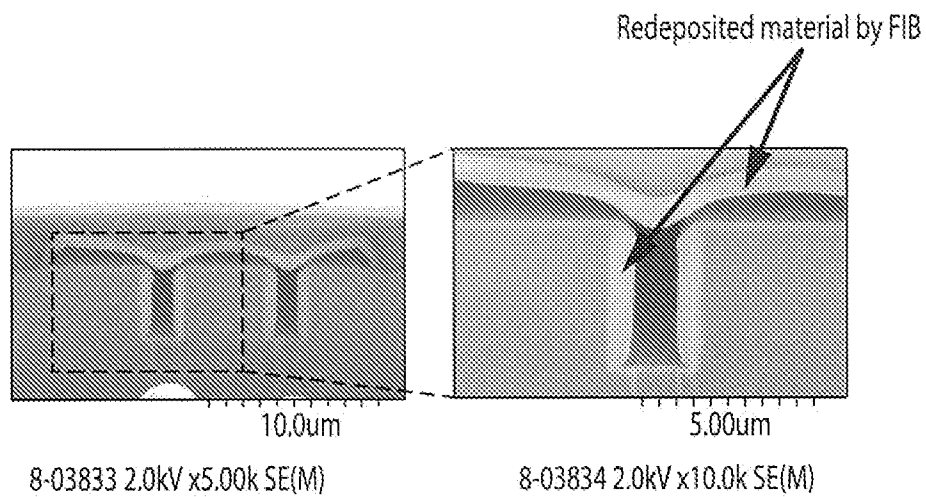 Redeposited material by FIB
10.0um
5.00um
8-03833 2.0kV x5.00k SE(M)
8-03834 2.0kV x10.0k SE(M)